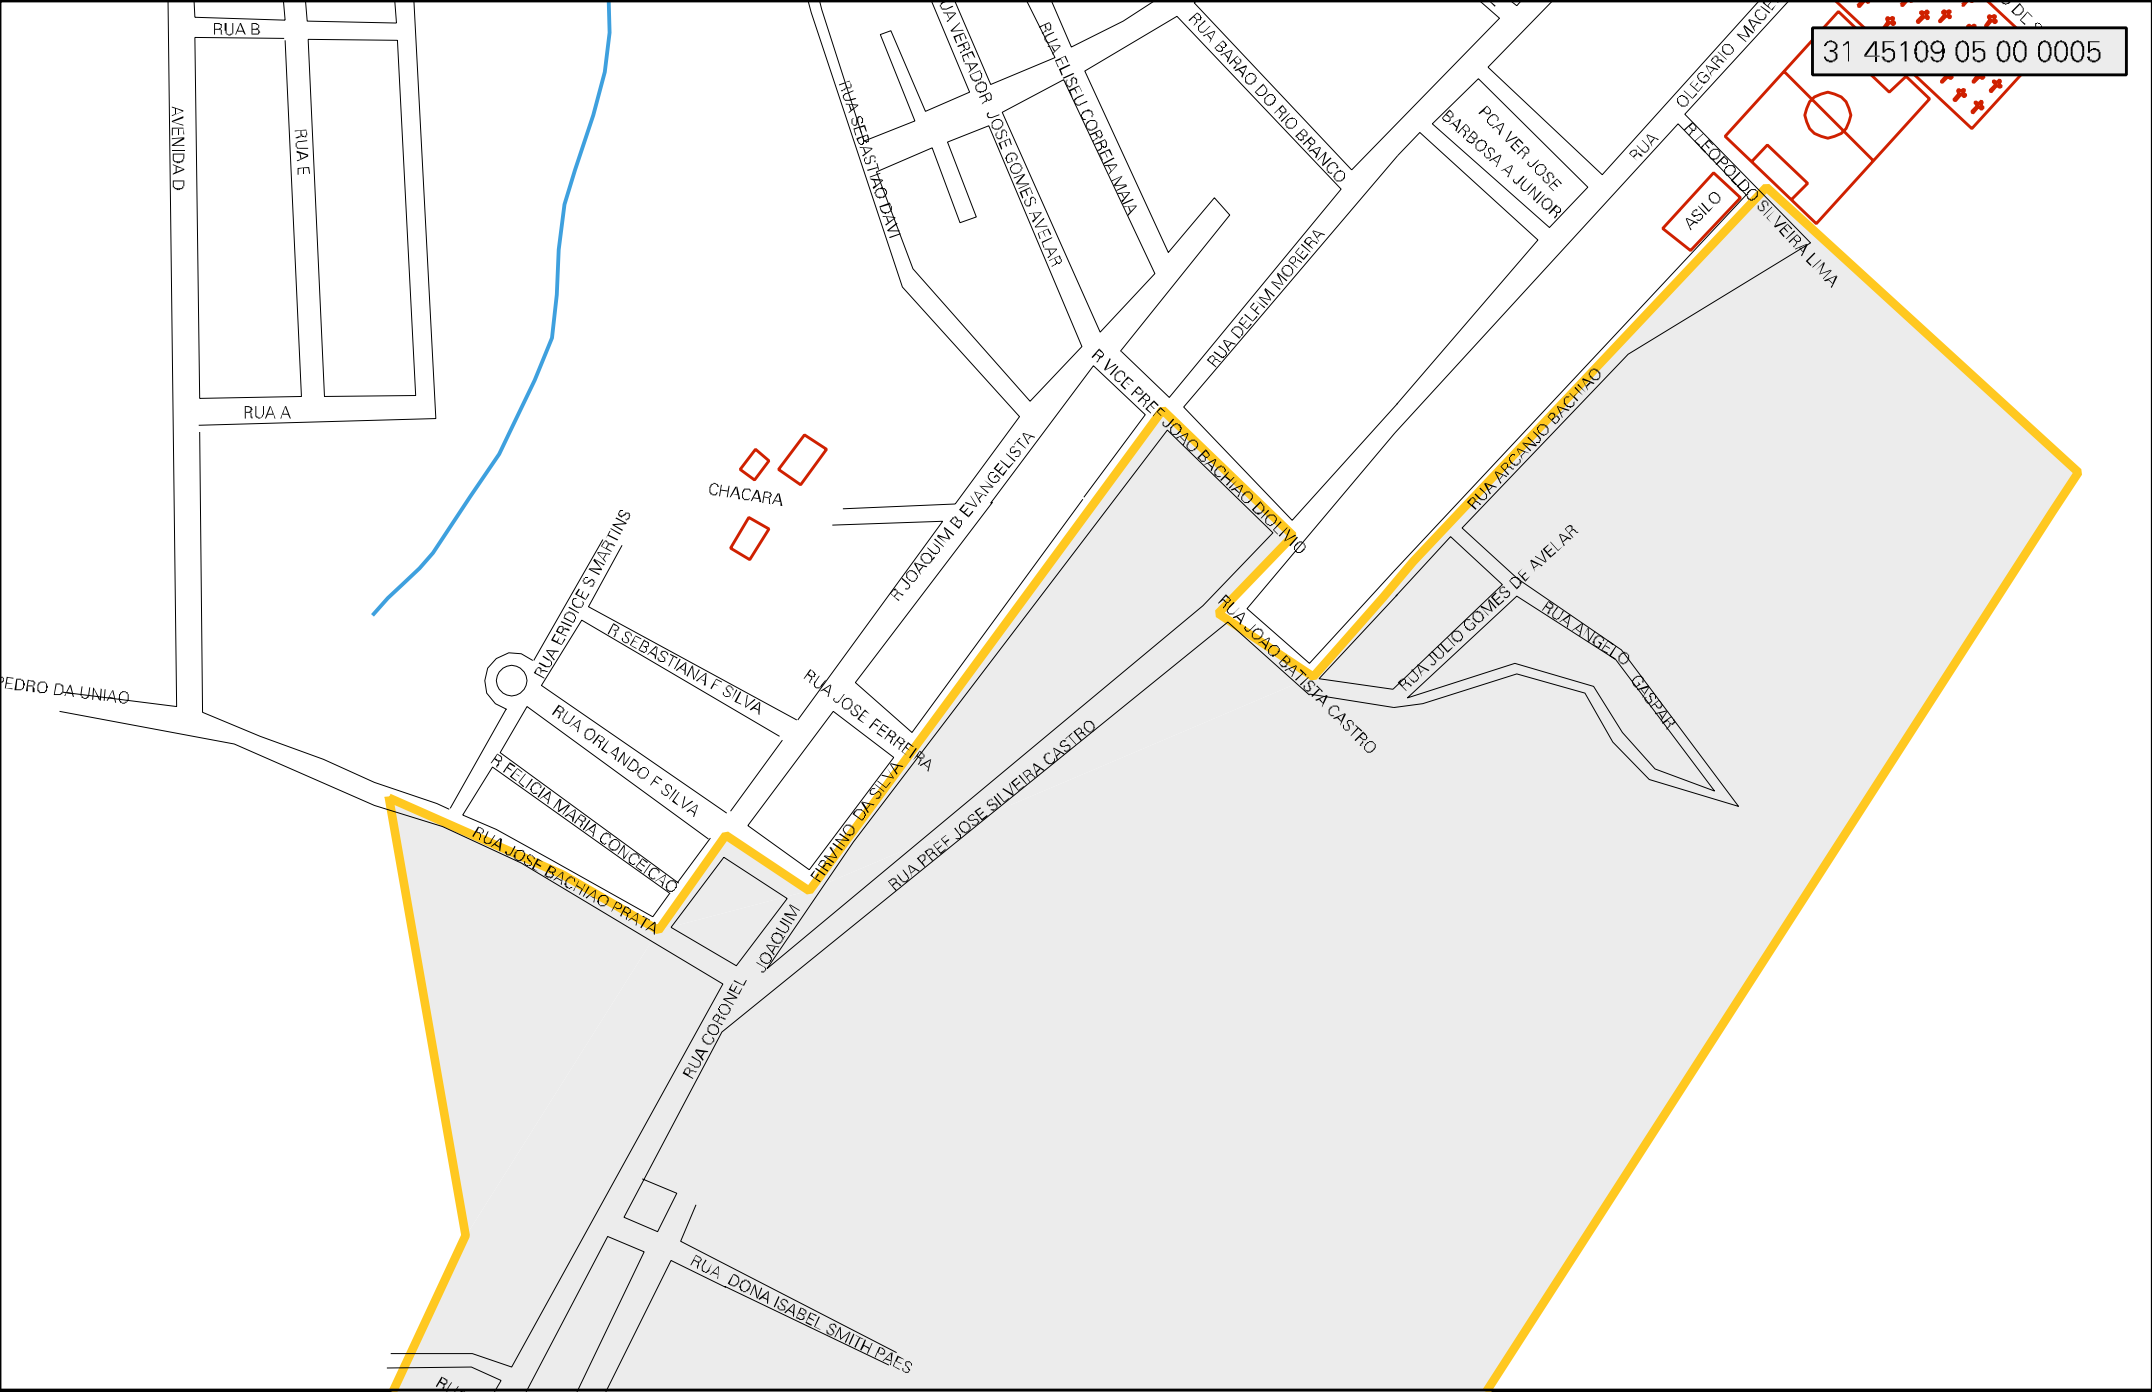 RUA B
31 45109 05 00 0005
AVENIDA D
RUA E
RUA SEBASTIAO DAVI
RUA VEREADOR JOSE GOMES AVELAR
RUA ELISEU CORREIA MAIA
RUA BARAO DO RIO BRANCO
PCA VER JOSE
BARBOSA A JUNIOR
RUA OLEGARIO MACIE
R LEOPOLDO SILVEIRA LIMA
ASILO
RUA DELFIM MOREIRA
R VICE PREF JOAO BACHIAO DIOLIVIO
RUA A
CHACARA
R JOAQUIM B EVANGELISTA
RUA ARCANJO BACHIAO
RUA ERIDICE S MARTINS
R SEBASTIANA F SILVA
RUA JOSE FERREIRA
RUA JOAO BATISTA CASTRO
RUA JULIO GOMES DE AVELAR
RUA ANGELO GASPAR
PEDRO DA UNIAO
RUA ORLANDO F SILVA
R FELICIA MARIA CONCEICAO
RUA JOSE BACHIAO PRATA
RUA PREF JOSE SILVEIRA CASTRO
RUA CORONEL JOAQUIM FIRMINO DA SILVA
RUA DONA ISABEL SMITH PAES
RUA